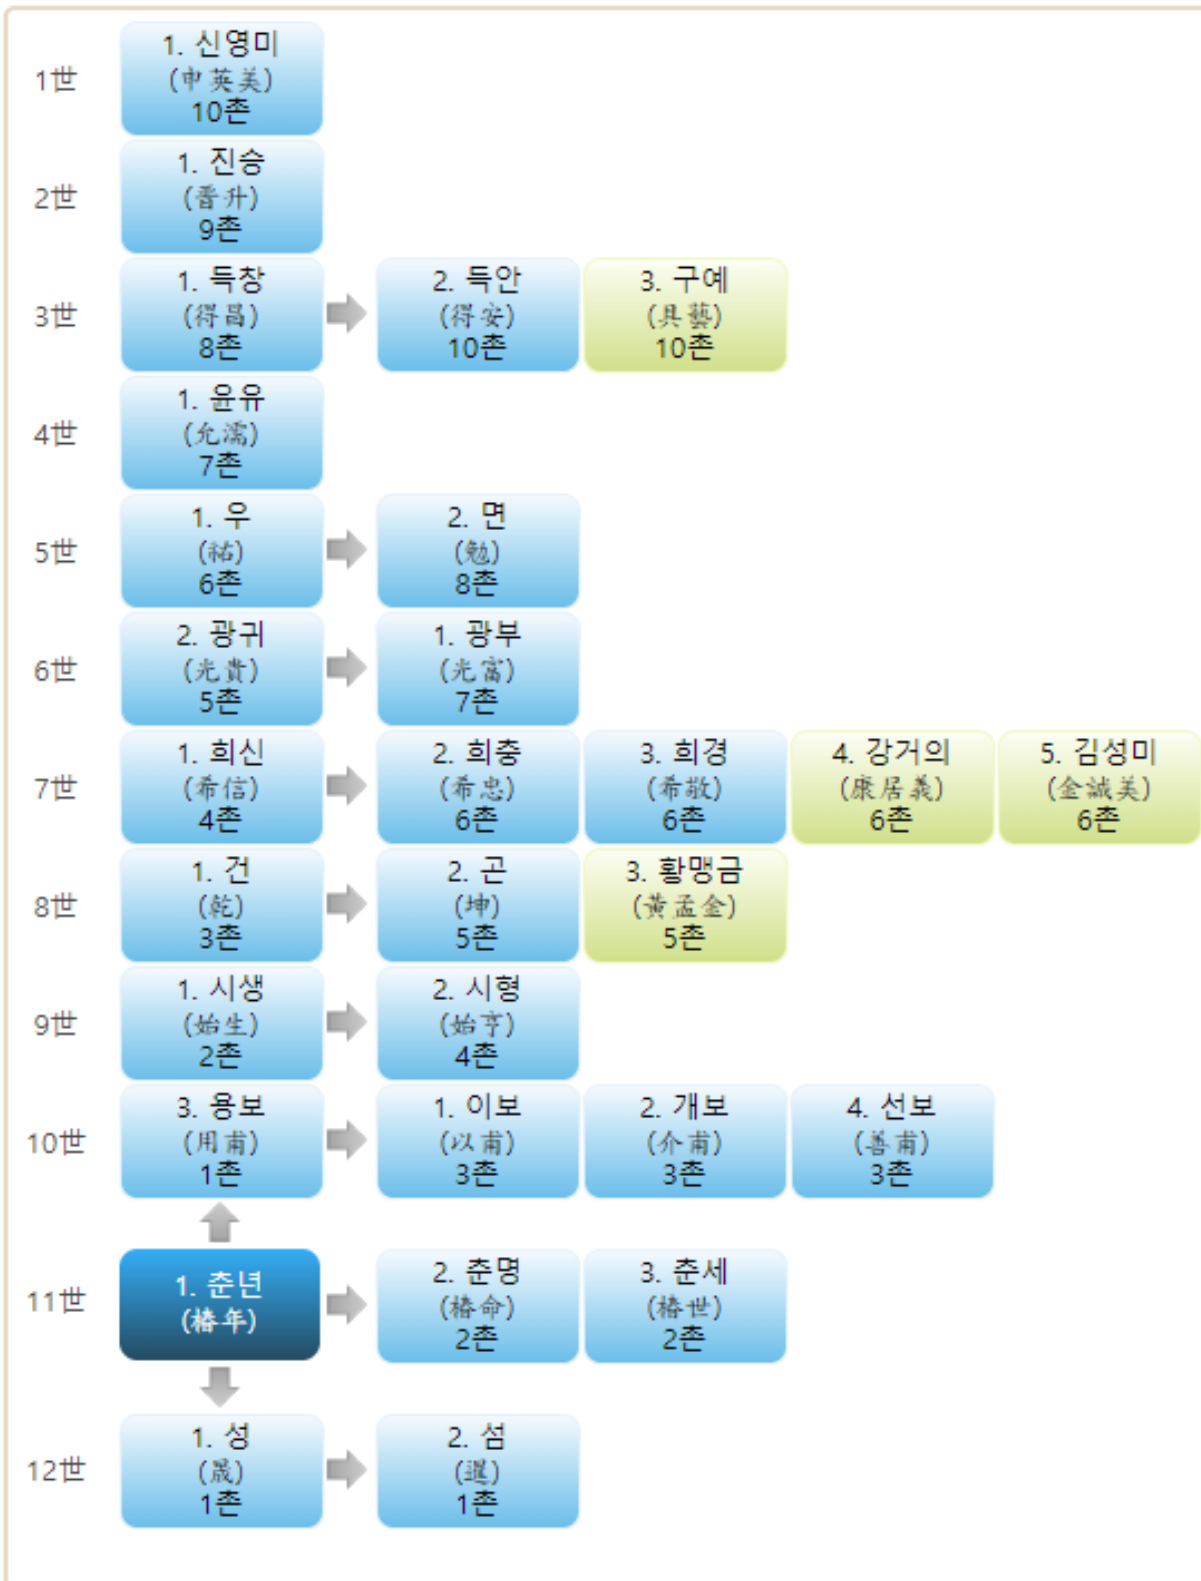 1世
1. 신영미
(申英美)
10촌
2世
1. 진승
(晋升)
9촌
3世
1. 득창
(得昌)
8촌
2. 득안
(得安)
10촌
3. 구예
(具藝)
10촌
4世
1. 윤유
(允濡)
7촌
5世
1. 우
(祐)
6촌
2. 면
(勉)
8촌
6世
2. 광귀
(光貴)
5촌
1. 광부
(光富)
7촌
7世
1. 희신
(希信)
4촌
2. 희충
(希忠)
6촌
3. 희경
(希敬)
6촌
4. 강거의
(康居義)
6촌
5. 김성미
(金誠美)
6촌
8世
1. 건
(乾)
3촌
2. 곤
(坤)
5촌
3. 황맹금
(黃孟金)
5촌
9世
1. 시생
(始生)
2촌
2. 시형
(始亨)
4촌
10世
3. 용보
(用甫)
1촌
1. 이보
(以甫)
3촌
2. 개보
(介甫)
3촌
4. 선보
(善甫)
3촌
11世
1. 춘년
(椿年)
2. 춘명
(椿命)
2촌
3. 춘세
(椿世)
2촌
12世
1. 성
(晟)
1촌
2. 섬
(暹)
1촌